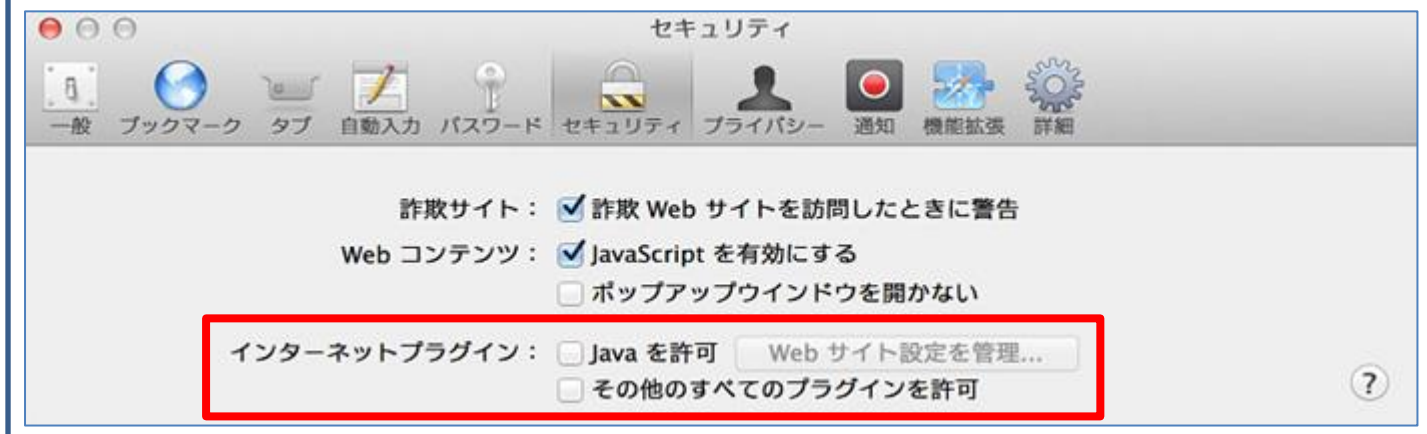 セキュリティ
一般 ブックマーク タブ 自動入力 パスワード セキュリティ プライバシー 通知 機能拡張 詳細
詐欺サイト： 詐欺 Web サイトを訪問したときに警告
Web コンテンツ： JavaScript を有効にする
ポップアップウインドウを開かない
インターネットプラグイン： Java を許可 Web サイト設定を管理...
その他のすべてのプラグインを許可
?